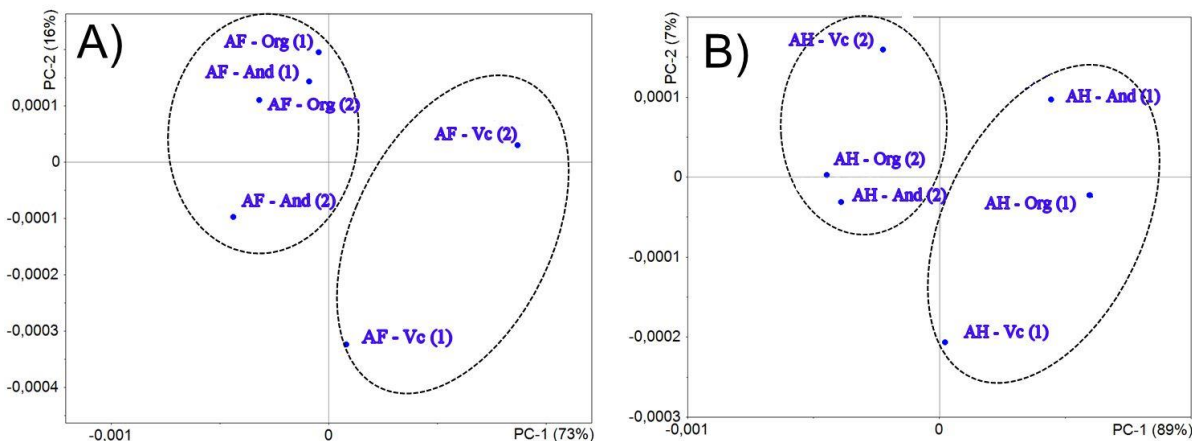 A)
PC-2 (16%)
0,0001
0
-0,0001
-0,0002
-0,0003
-0,0004
AF - Org (1)
AF - And (1)
AF - Org (2)
AF - Vc (2)
AF - And (2)
AF - Vc (1)
-0.001
0
PC-1 (73%)
B)
PC-2 (7%)
0,0001
0
-0,0001
-0,0002
-0,0003
AH - Vc (2)
AH - And (1)
AH - Org (2)
AH - And (2)
AH - Org (1)
AH - Vc (1)
-0,001
0
PC-1 (89%)